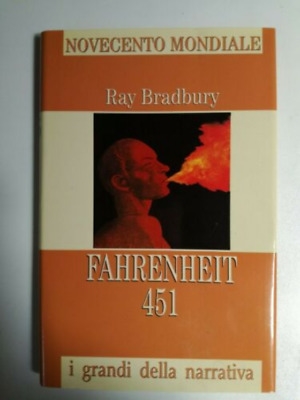 NOVECENTO MONDIALE
Ray Bradbury
FAHRENHEIT
451
i grandi della narrativa